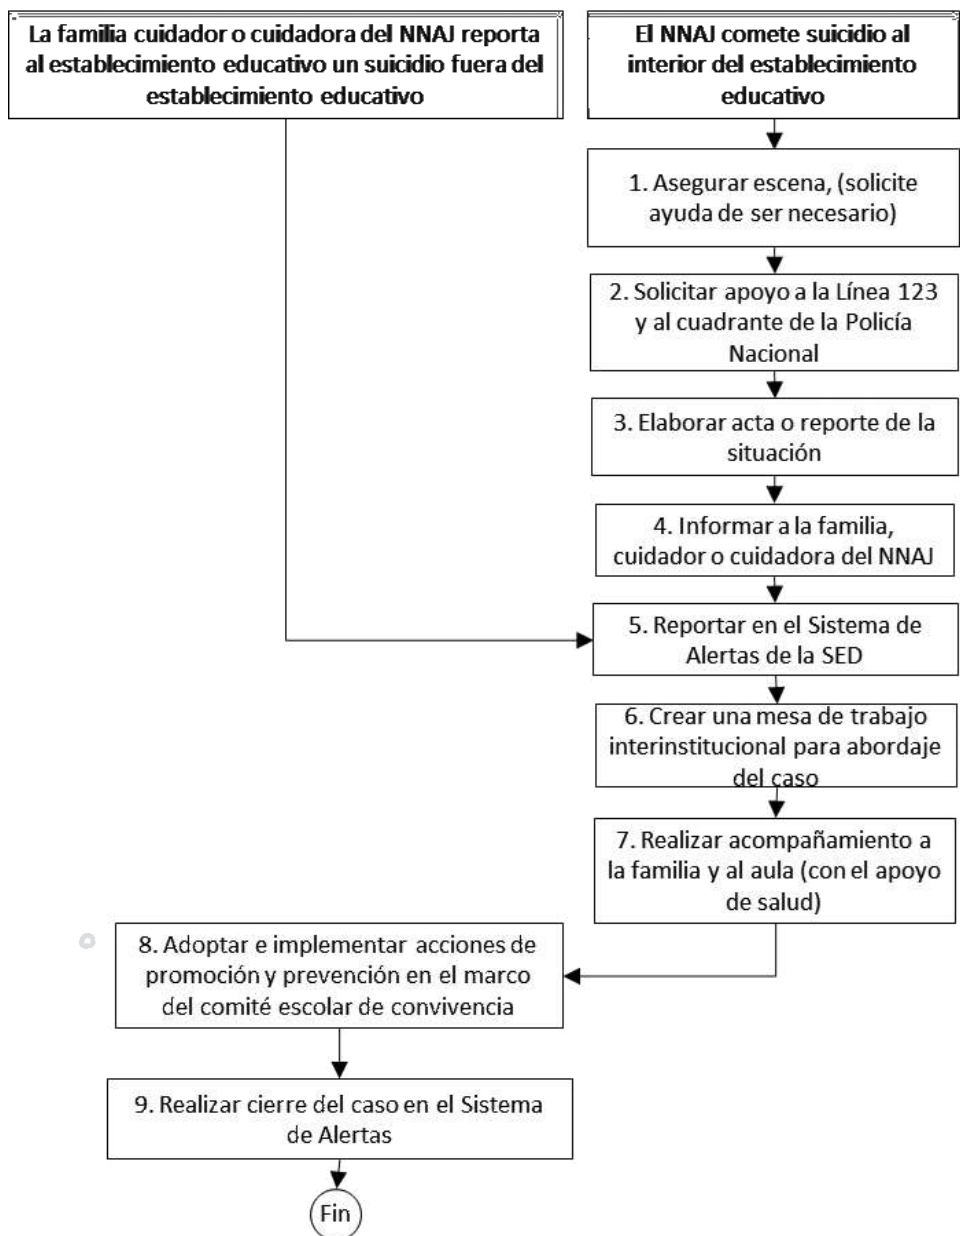 La familia cuidador o cuidadora del NNAJ reporta
al establecimiento educativo un suicidio fuera del
establecimiento educativo
El NNAJ comete suicidio al
interior del establecimiento
educativo
1. Asegurar escena, (solicite
ayuda de ser necesario)
2. Solicitar apoyo a la Línea 123
y al cuadrante de la Policía
Nacional
3. Elaborar acta o reporte de la
situación
4. Informar a la familia,
cuidador o cuidadora del NNAJ
5. Reportar en el Sistema de
Alertas de la SED
6. Crear una mesa de trabajo
interinstitucional para abordaje
del caso
7. Realizar acompañamiento a
la familia y al aula (con el apoyo
de salud)
8. Adoptar e implementar acciones de
promoción y prevención en el marco
del comité escolar de convivencia
9. Realizar cierre del caso en el Sistema
de Alertas
Fin